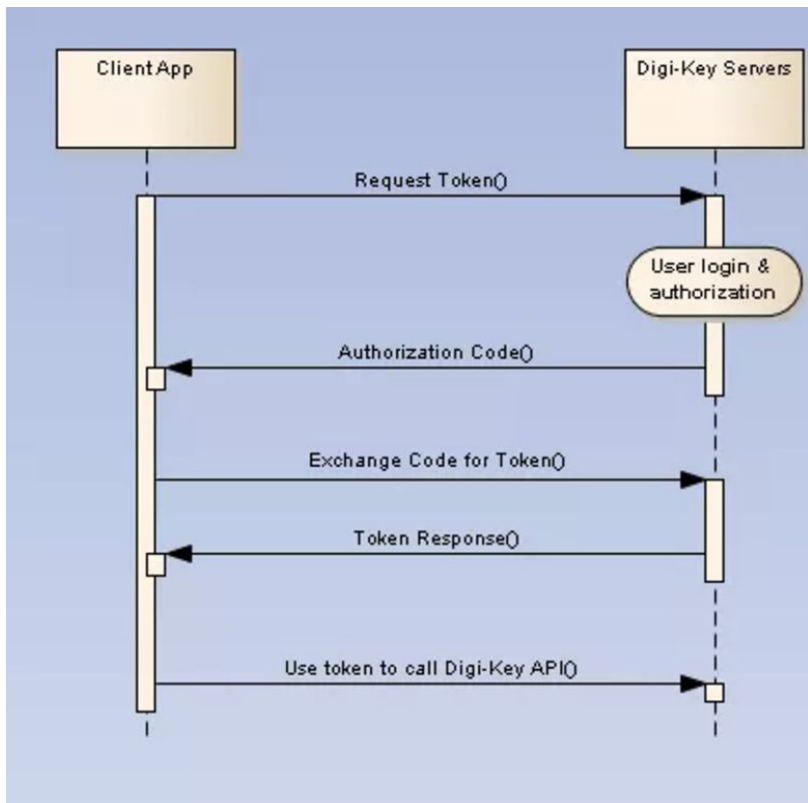 Client App
Digi-Key Servers
Request Token()
User login &
authorization
Authorization Code()
Exchange Code for Token()
Token Response()
Use token to call Digi-Key API()